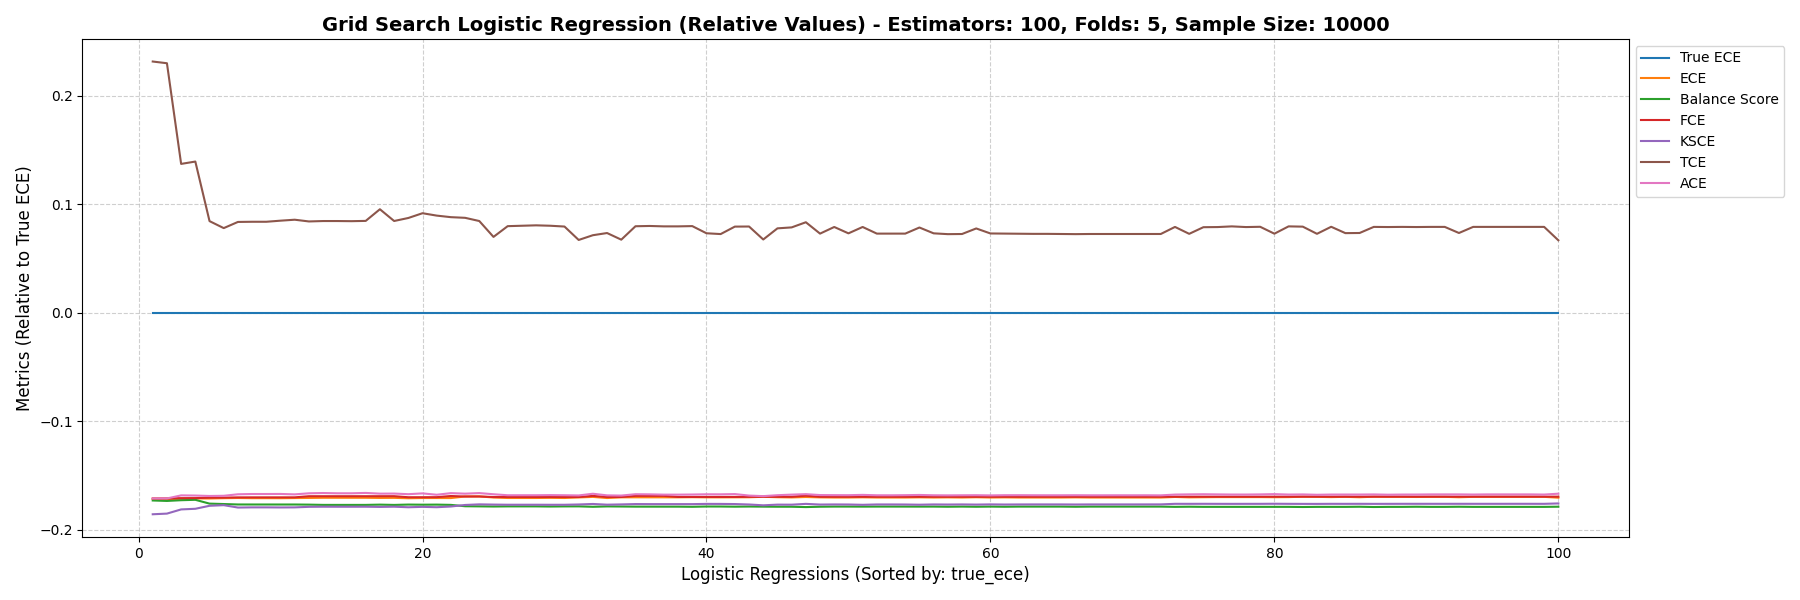 Grid Search Logistic Regression (Relative Values) - Estimators: 100, Folds: 5, Sample Size: 10000
Metrics (Relative to True ECE)
0.2
0.1
0.0
−0.1
−0.2
0
20
40
60
80
100
Logistic Regressions (Sorted by: true_ece)
True ECE
ECE
Balance Score
FCE
KSCE
TCE
ACE